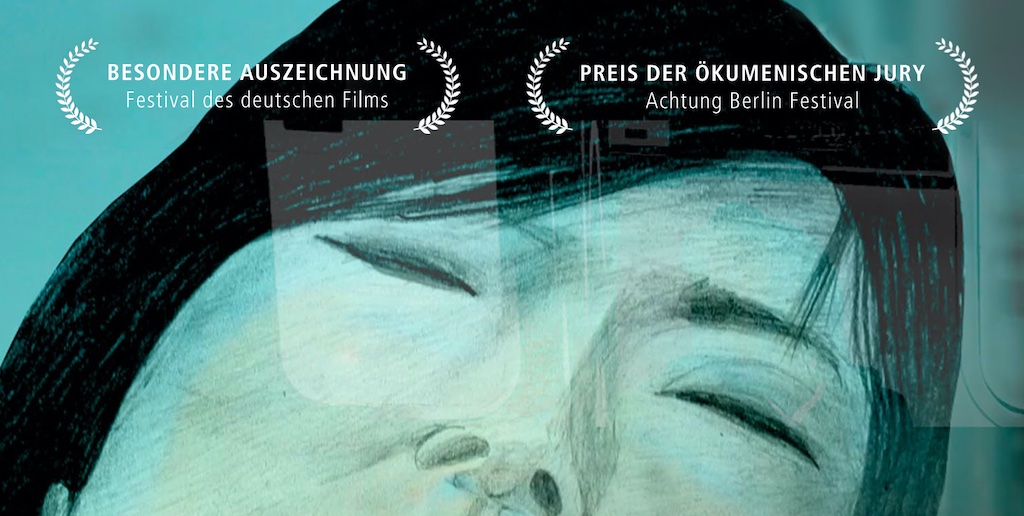 BESONDERE AUSZEICHNUNG
Festival des deutschen Films
PREIS DER ÖKUMENISCHEN JURY
Achtung Berlin Festival